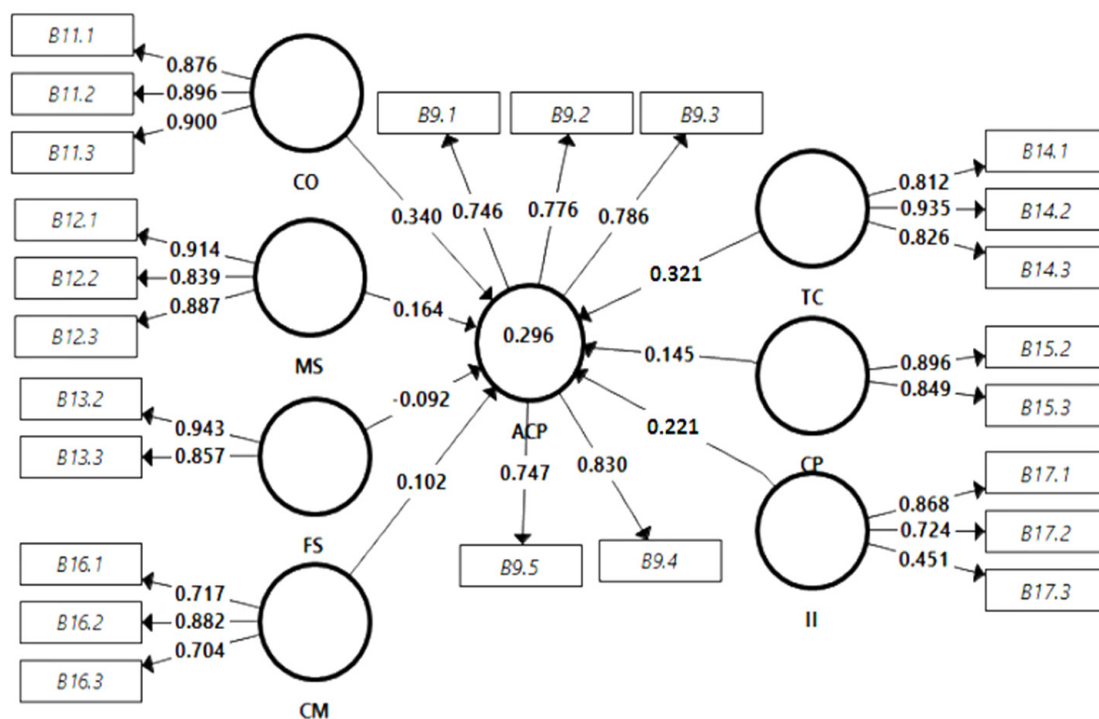 B11.1
0.876
B11.2
0.896
B11.3
0.900
CO
B9.1
B9.2
B9.3
0.340
0.746
0.776
0.786
B14.1
0.812
B14.2
0.935
B14.3
0.826
TC
0.321
B12.1
0.914
B12.2
0.839
B12.3
0.887
MS
0.164
0.296
ACP
0.145
B15.2
0.896
B15.3
0.849
CP
B13.2
0.943
B13.3
0.857
FS
-0.092
0.221
0.102
0.747
0.830
B9.5
B9.4
B17.1
0.868
B17.2
0.724
B17.3
0.451
II
B16.1
0.717
B16.2
0.882
B16.3
0.704
CM